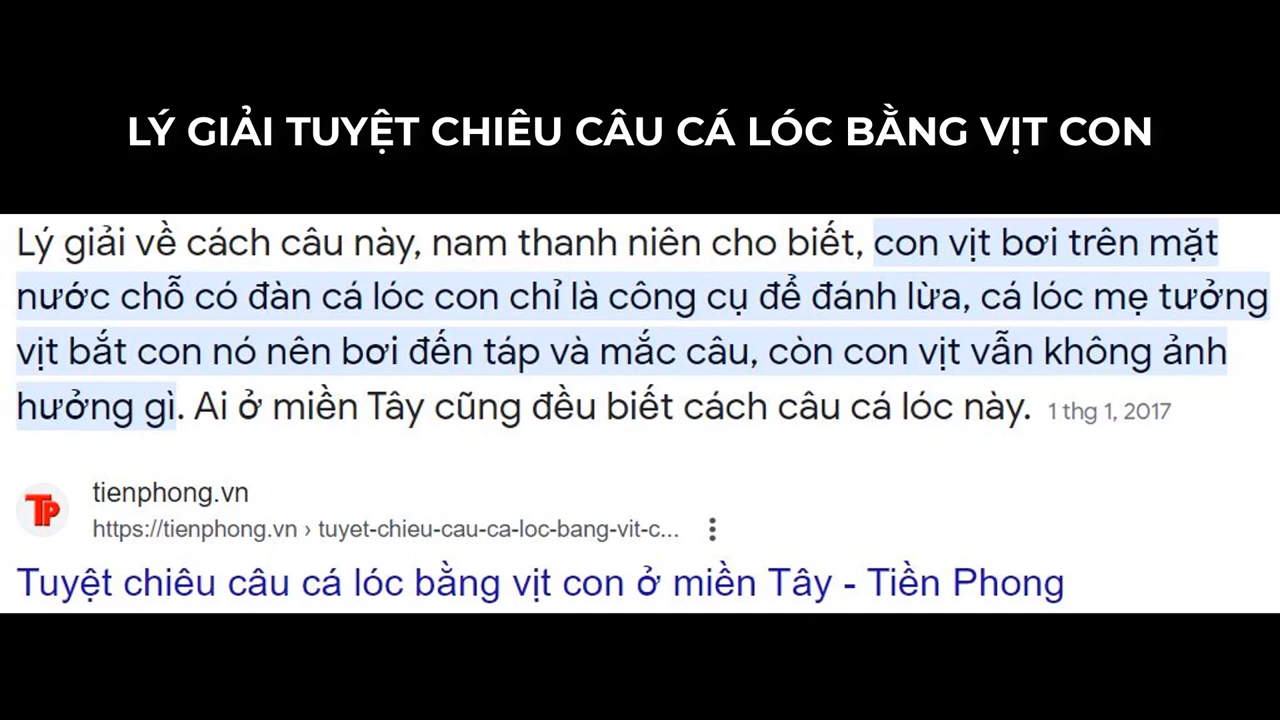 LÝ GIẢI TUYỆT CHIÊU CÂU CÁ LÓC BẰNG VỊT CON
Lý giải về cách câu này, nam thanh niên cho biết, con vịt bơi trên mặt
nước chỗ có đàn cá lóc con chỉ là công cụ để đánh lừa, cá lóc mẹ tưởng
vịt bắt con nó nên bơi đến táp và mắc câu, còn con vịt vẫn không ảnh
hưởng gì. Ai ở miền Tây cũng đều biết cách câu cá lóc này. 1 thg 1, 2017
TP
tienphong.vn
https://tienphong.vn › tuyet-chieu-cau-ca-loc-bang-vit-c...
Tuyệt chiêu câu cá lóc bằng vịt con ở miền Tây - Tiền Phong